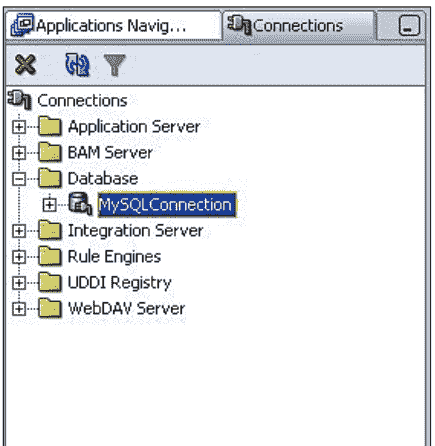 Applications Navig... Connections
Connections
Application Server
BAM Server
Database
MySQLConnection
Integration Server
Rule Engines
UDDI Registry
WebDAV Server